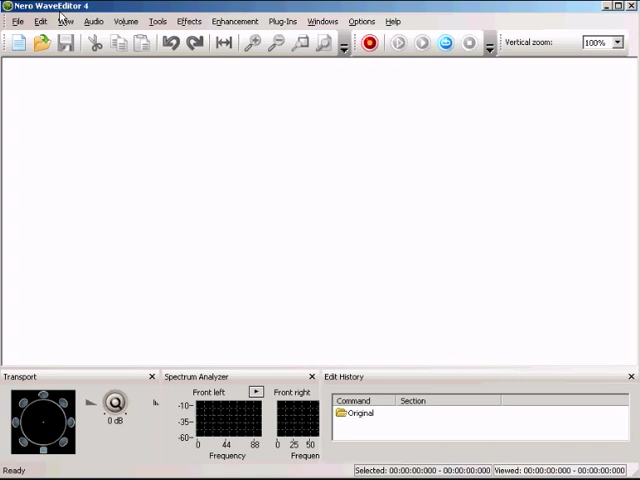 Nero WaveEditor 4
File Edit View Audio Volume Tools Effects Enhancement Plug-Ins Windows Options Help
Vertical zoom: 100%
Transport Spectrum Analyzer Edit History
Front left Front right
Command Section
Original
-10-
-35-
-60-
0 dB
0 44 88 0 25 50
Frequency Frequen
Ready Selected: 00:00:00:000 - 00:00:00:000 Viewed: 00:00:00:000 - 00:00:00:000